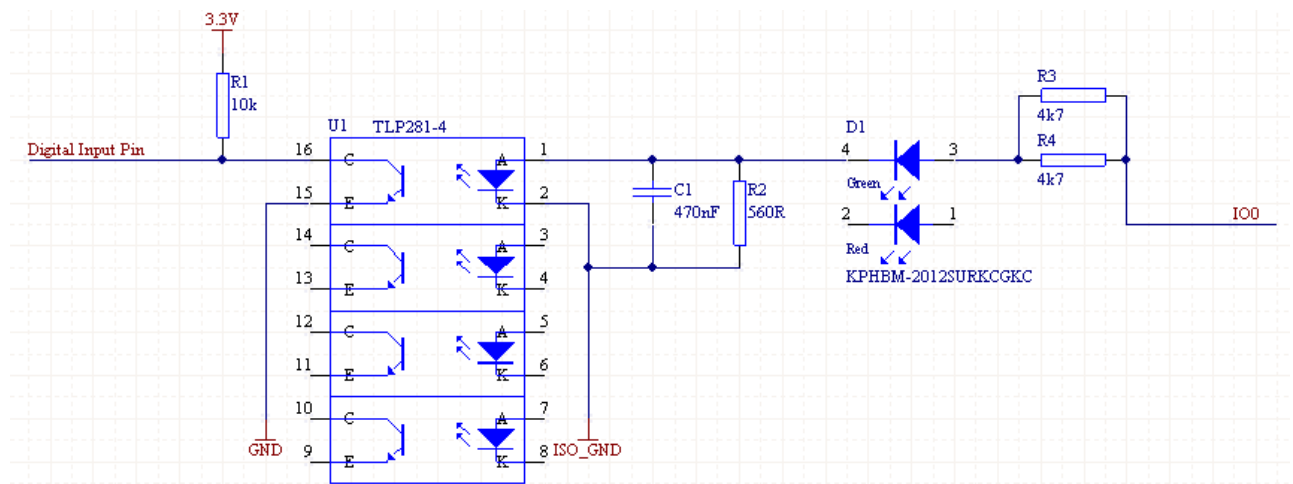 3.3V
R1
10k
U1 TLP281-4
Digital Input Pin
16 C
15 E
A 1
K 2
14 C
13 E
A 3
K 4
12 C
11 E
A 5
K 6
10 C
9 E
A 7
K 8
GND
ISO_GND
C1
470nF
R2
560R
D1
4 3
Green
2 1
Red
KPHBM-2012SURKCGKC
R3
4k7
R4
4k7
IO0